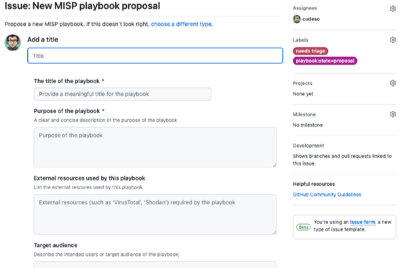 Issue: New MISP playbook proposal
Propose a new MISP playbook. If this doesn't look right, choose a different type.
Add a title
Title
The title of the playbook *
Provide a meaningful title for the playbook
Purpose of the playbook *
A clear and concise description of the purpose of the playbook
Purpose of the playbook
External resources used by this playbook
List the external resources used by this playbook
External resources (such as 'VirusTotal', 'Shodan') required by the playbook
Target audience
Describe the intended users or target audience of the playbook;
Assignees
cudeso
Labels
needs triage
playbook:state=proposal
Projects
None yet
Milestone
No milestone
Development
Shows branches and pull requests linked to
this issue.
Helpful resources
GitHub Community Guidelines
Beta
You're using an issue form, a new
type of issue template.